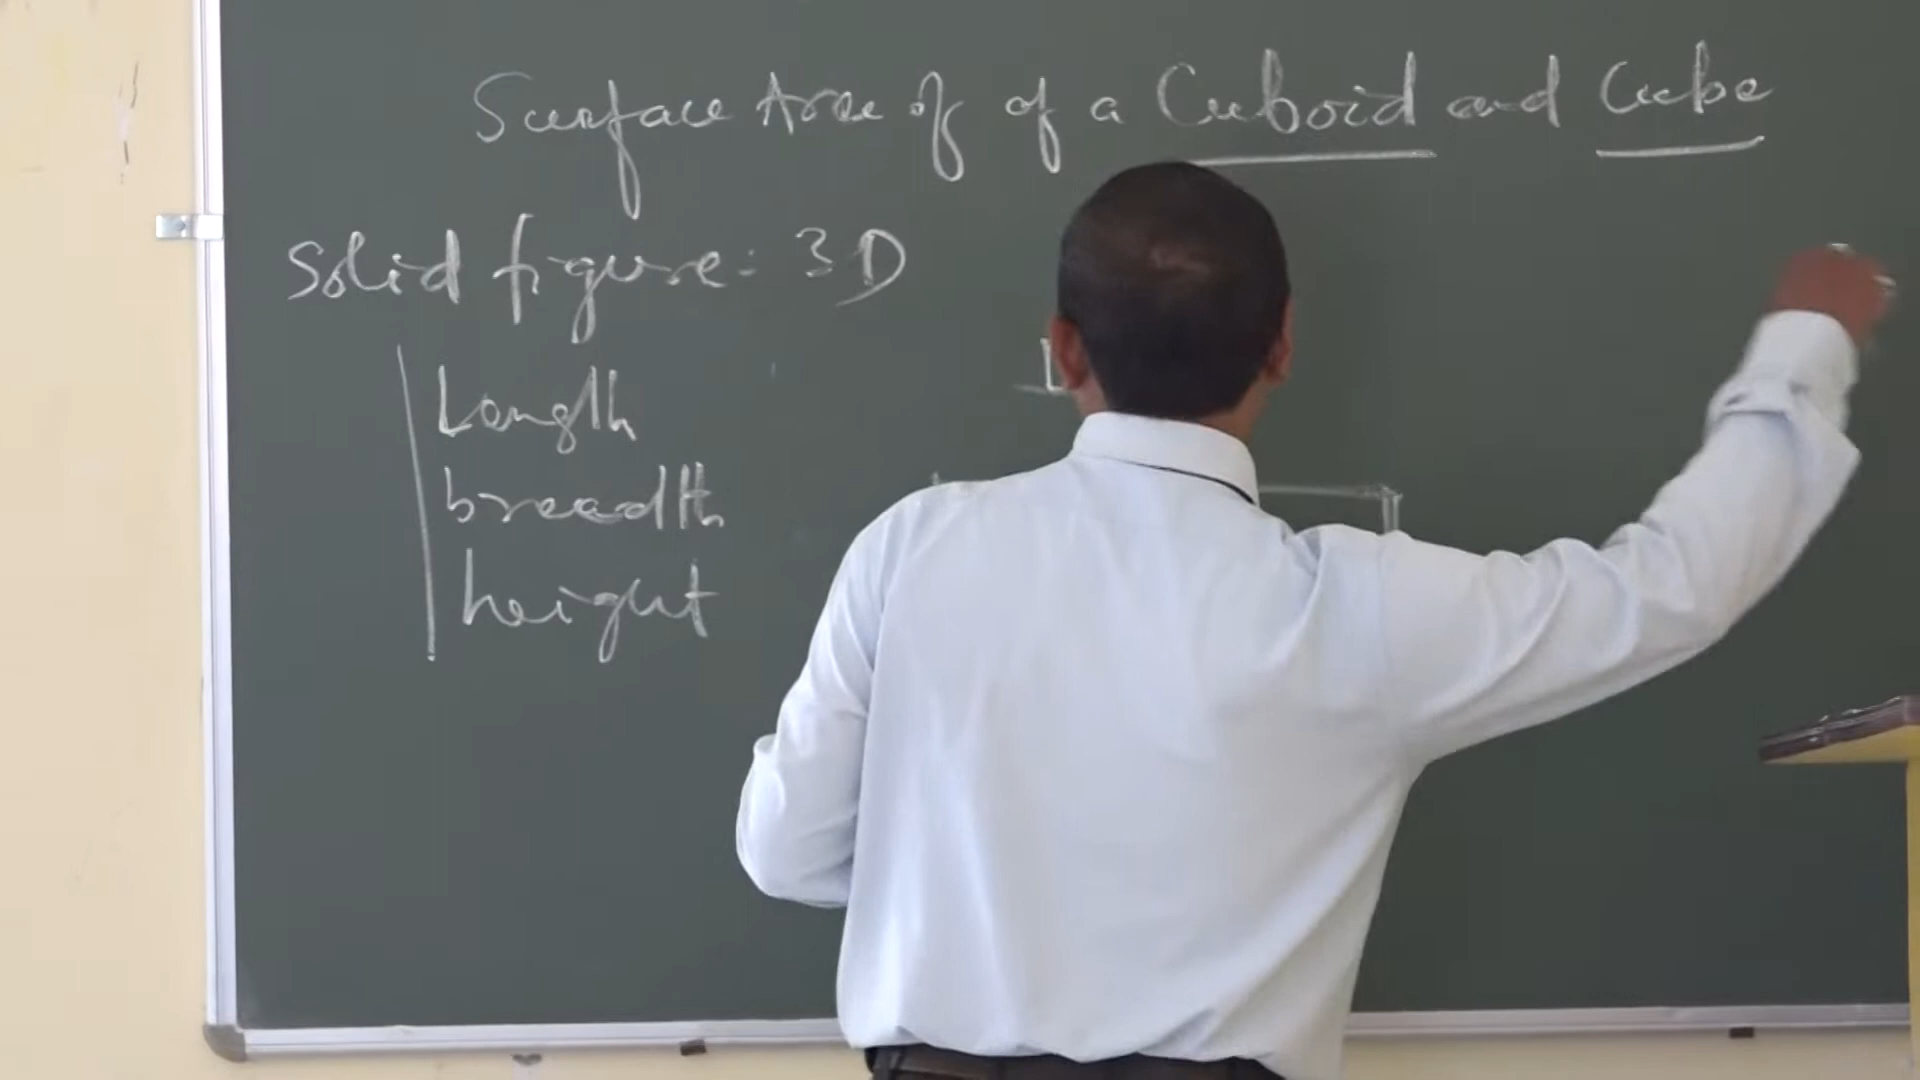 Surface Area of of a Cuboid and Cube
Solid figure: 3D
Length
breadth
height